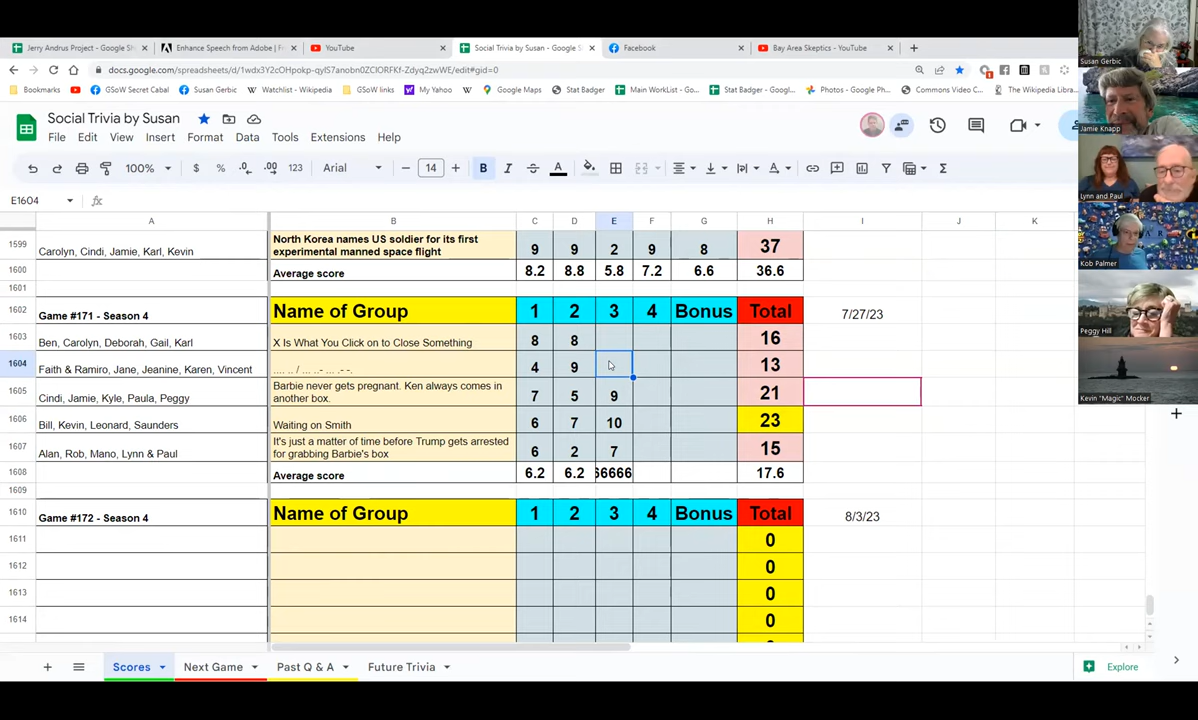 Jerry Andrus Project - Google Sh
Enhance Speech from Adobe | Fr
YouTube
Social Trivia by Susan - Google S
Facebook
Bay Area Skeptics - YouTube
docs.google.com/spreadsheets/d/1wdx3Y2cOHpokp-qyIS7anobn0ZClORFKf-Zdyq2zwWE/edit#gid=0
Bookmarks
GSoW Secret Cabal
Susan Gerbic
Watchlist - Wikipedia
GSoW links
My Yahoo
Google Maps
Stat Badger
Main WorkList - Go...
Stat Badger - Goog...
Photos - Google Ph...
Commons Video C...
The Wikipedia Libra
Social Trivia by Susan
File Edit View Insert Format Data Tools Extensions Help
100% $ % .0 .00 123 Arial 14 B I A
E1604 fx
A B C D E F G H I J K
1599 Carolyn, Cindi, Jamie, Karl, Kevin North Korea names US soldier for its first experimental manned space flight 9 9 2 9 8 37
1600 Average score 8.2 8.8 5.8 7.2 6.6 36.6
1601
1602 Game #171 - Season 4 Name of Group 1 2 3 4 Bonus Total 7/27/23
1603 Ben, Carolyn, Deborah, Gail, Karl X Is What You Click on to Close Something 8 8 16
1604 Faith & Ramiro, Jane, Jeanine, Karen, Vincent .... .. / ... ..- ... .- -. 4 9 13
1605 Cindi, Jamie, Kyle, Paula, Peggy Barbie never gets pregnant. Ken always comes in another box. 7 5 9 21
1606 Bill, Kevin, Leonard, Saunders Waiting on Smith 6 7 10 23
1607 Alan, Rob, Mano, Lynn & Paul It's just a matter of time before Trump gets arrested for grabbing Barbie's box 6 2 7 15
1608 Average score 6.2 6.2 66666 17.6
1609
1610 Game #172 - Season 4 Name of Group 1 2 3 4 Bonus Total 8/3/23
1611 0
1612 0
1613 0
1614 0
Scores Next Game Past Q & A Future Trivia Explore
Susan Gerbic
Jamie Knapp
Lynn and Paul
Kob Palmer
Peggy Hill
Kevin "Magic" Mocker